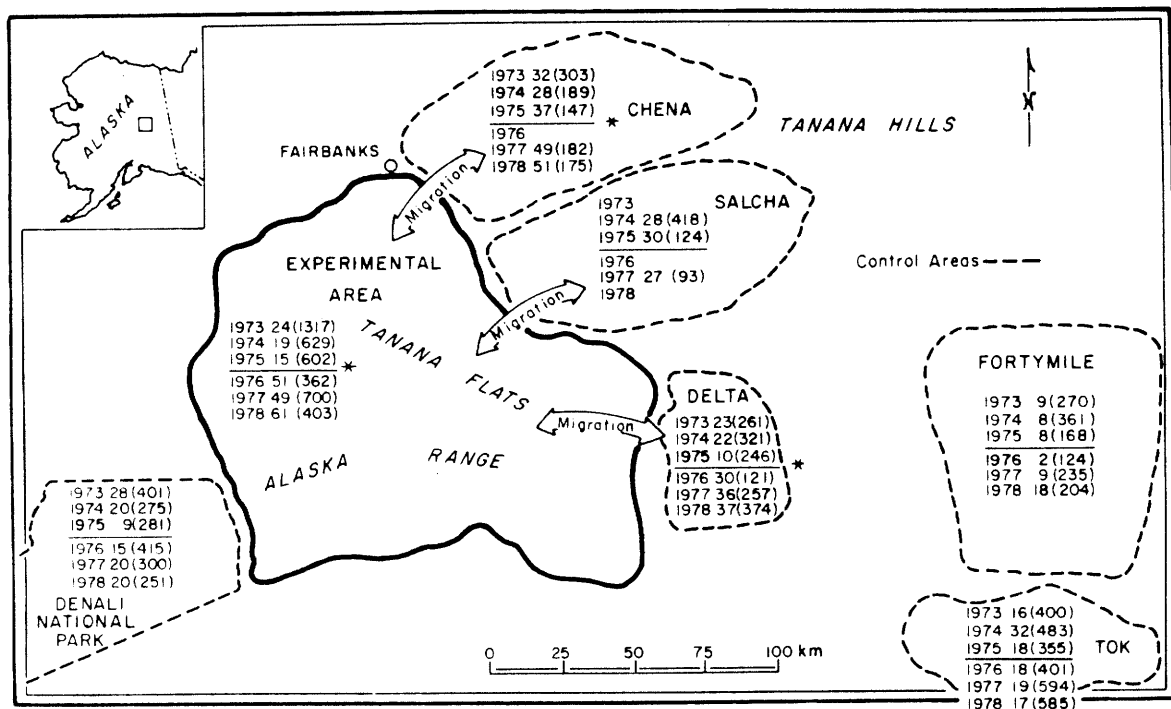 ALASKA
1973 32(303)
1974 28(189)
1975 37(147)
* CHENA
1976
1977 49(182)
1978 51(175)
TANANA HILLS
N
FAIRBANKS
Migration
1973
SALCHA
1974 28(418)
1975 30(124)
1976
1977 27 (93)
1978
Migration
Control Areas
EXPERIMENTAL
AREA
1973 24(1317)
1974 19(629)
1975 15(602)
*
1976 51 (362)
1977 49 (700)
1978 61 (403)
TANANA FLATS
ALASKA RANGE
Migration
DELTA
1973 23(261)
1974 22(321)
1975 10(246)
*
1976 30(121)
1977 36(257)
1978 37(374)
FORTYMILE
1973 9(270)
1974 8(361)
1975 8(168)
1976 2(124)
1977 9(235)
1978 18(204)
1973 28(401)
1974 20(275)
1975 9(281)
1976 15(415)
1977 20(300)
1978 20(251)
DENALI
NATIONAL
PARK
1973 16(400)
1974 32(483)
1975 18(355)
TOK
1976 18(401)
1977 19(594)
1978 17(585)
0 25 50 75 100 km